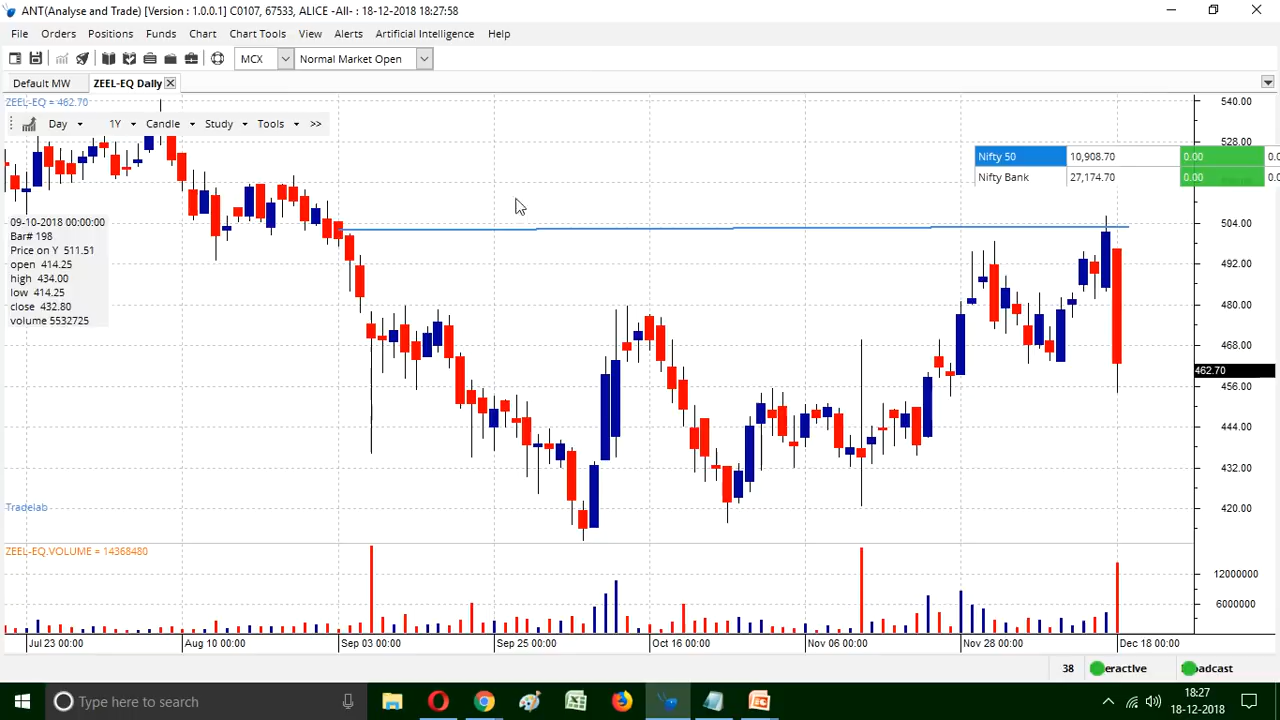 ANT(Analyse and Trade) [Version : 1.0.0.1] C0107, 67533, ALICE -All- : 18-12-2018 18:27:58
File Orders Positions Funds Chart Chart Tools View Alerts Artificial Intelligence Help
MCX Normal Market Open
Default MW ZEEL-EQ Daily
ZEEL-EQ = 462.70
Day 1Y Candle Study Tools >>
540.00
528.00
Nifty 50 10,908.70 0.00
Nifty Bank 27,174.70 0.00
504.00
492.00
480.00
468.00
462.70
456.00
444.00
432.00
420.00
09-10-2018 00:00:00
Bar# 198
Price on Y 511.51
open 414.25
high 434.00
low 414.25
close 432.80
volume 5532725
Tradelab
ZEEL-EQ.VOLUME = 14368480
12000000
6000000
Jul 23 00:00 Aug 10 00:00 Sep 03 00:00 Sep 25 00:00 Oct 16 00:00 Nov 06 00:00 Nov 28 00:00 Dec 18 00:00
38 eractive adcast
Type here to search
18:27
18-12-2018